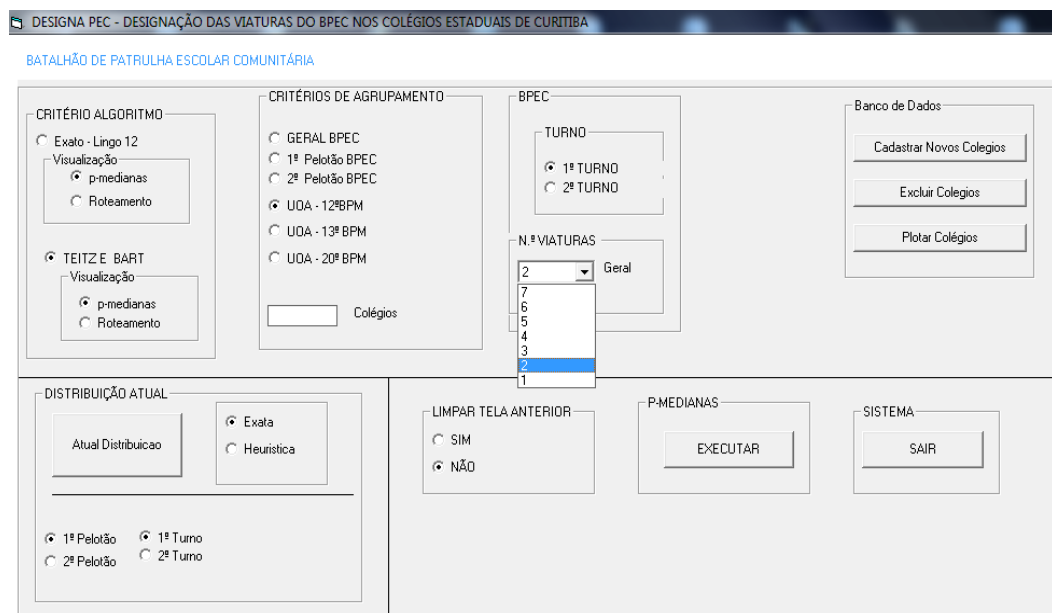 DESIGNA PEC - DESIGNAÇÃO DAS VIATURAS DO BPEC NOS COLÉGIOS ESTADUAIS DE CURITIBA
BATALHÃO DE PATRULHA ESCOLAR COMUNITÁRIA
CRITÉRIO ALGORITMO
Exato - Lingo 12
Visualização
p-medianas
Roteamento
TEITZ E BART
Visualização
p-medianas
Roteamento
CRITÉRIOS DE AGRUPAMENTO
GERAL BPEC
1º Pelotão BPEC
2º Pelotão BPEC
UOA - 12ºBPM
UOA - 13º BPM
UOA - 20º BPM
Colégios
BPEC
TURNO
1º TURNO
2º TURNO
N.º VIATURAS
2 Geral
7
6
5
4
3
2
1
Banco de Dados
Cadastrar Novos Colegios
Excluir Colegios
Plotar Colégios
DISTRIBUIÇÃO ATUAL
Atual Distribuicao
Exata
Heuristica
1º Pelotão 1º Turno
2º Pelotão 2º Turno
LIMPAR TELA ANTERIOR
SIM
NÃO
P-MEDIANAS
EXECUTAR
SISTEMA
SAIR